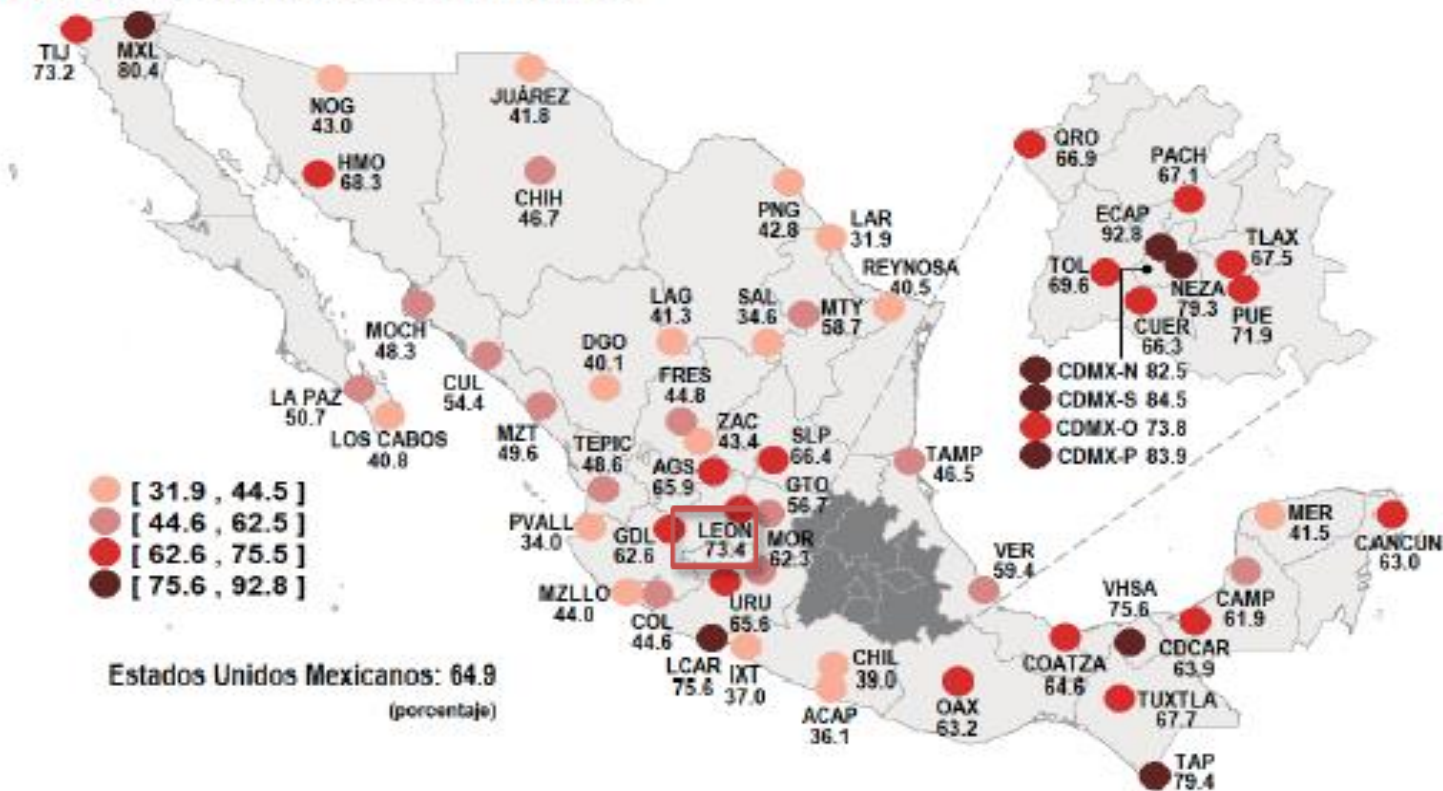 TIJ
73.2
MXL
80.4
NOG
43.0
HMO
68.3
JUÁREZ
41.8
CHIH
46.7
PNG
42.8
LAR
31.9
REYNOSA
40.5
QRO
66.9
PACH
67.1
ECAP
92.8
TLAX
67.5
TOL
69.6
NEZA
79.3
PUE
71.9
CUER
66.3
CDMX-N 82.5
CDMX-S 84.5
CDMX-O 73.8
CDMX-P 83.9
LAG
41.3
SAL
34.6
MTY
58.7
MOCH
48.3
DGO
40.1
CUL
54.4
FRES
44.8
LA PAZ
50.7
LOS CABOS
40.8
MZT
49.6
ZAC
43.4
SLP
66.4
TEPIC
48.6
AGS
65.9
GTO
56.7
TAMP
46.5
[ 31.9 , 44.5 ]
[ 44.6 , 62.5 ]
[ 62.6 , 75.5 ]
[ 75.6 , 92.8 ]
PVALL
34.0
GDL
62.6
LEON
73.4
MOR
62.3
MER
41.5
CANCÚN
63.0
VER
59.4
VHSA
75.6
CAMP
61.9
MZLLO
44.0
COL
44.6
URU
65.6
CDCAR
63.9
COATZA
64.6
LCAR
75.6
IXT
37.0
CHIL
39.0
ACAP
36.1
OAX
63.2
TUXTLA
67.7
TAP
79.4
Estados Unidos Mexicanos: 64.9
(porcentaje)